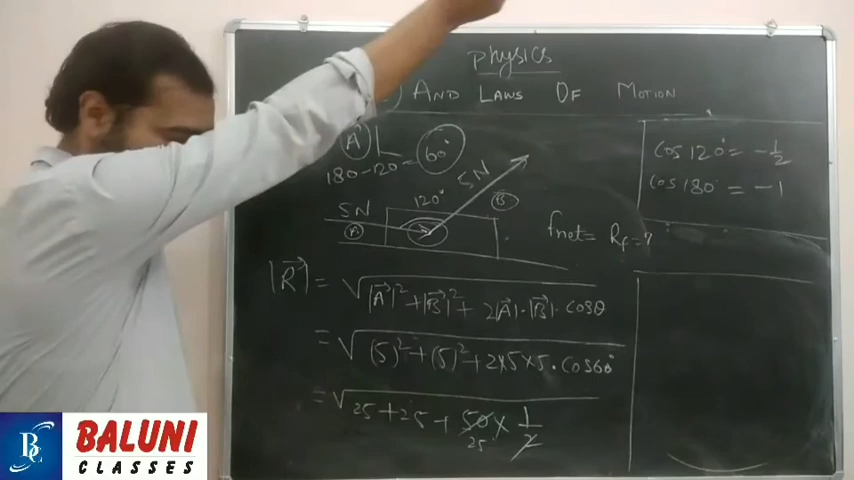 Physics
) AND LAWS OF MOTION
A
180-120=60°
cos 120° = -1/2
cos 180° = -1
5N
120°
5N
A
B
fnet = Rf = ?
|R⃗| = √|A⃗|²+|B⃗|²+ 2|A⃗|·|B⃗|· cosθ
= √(5)²+(5)²+2×5×5·cos60°
= √25+25+50×1/2
25
BALUNI
CLASSES